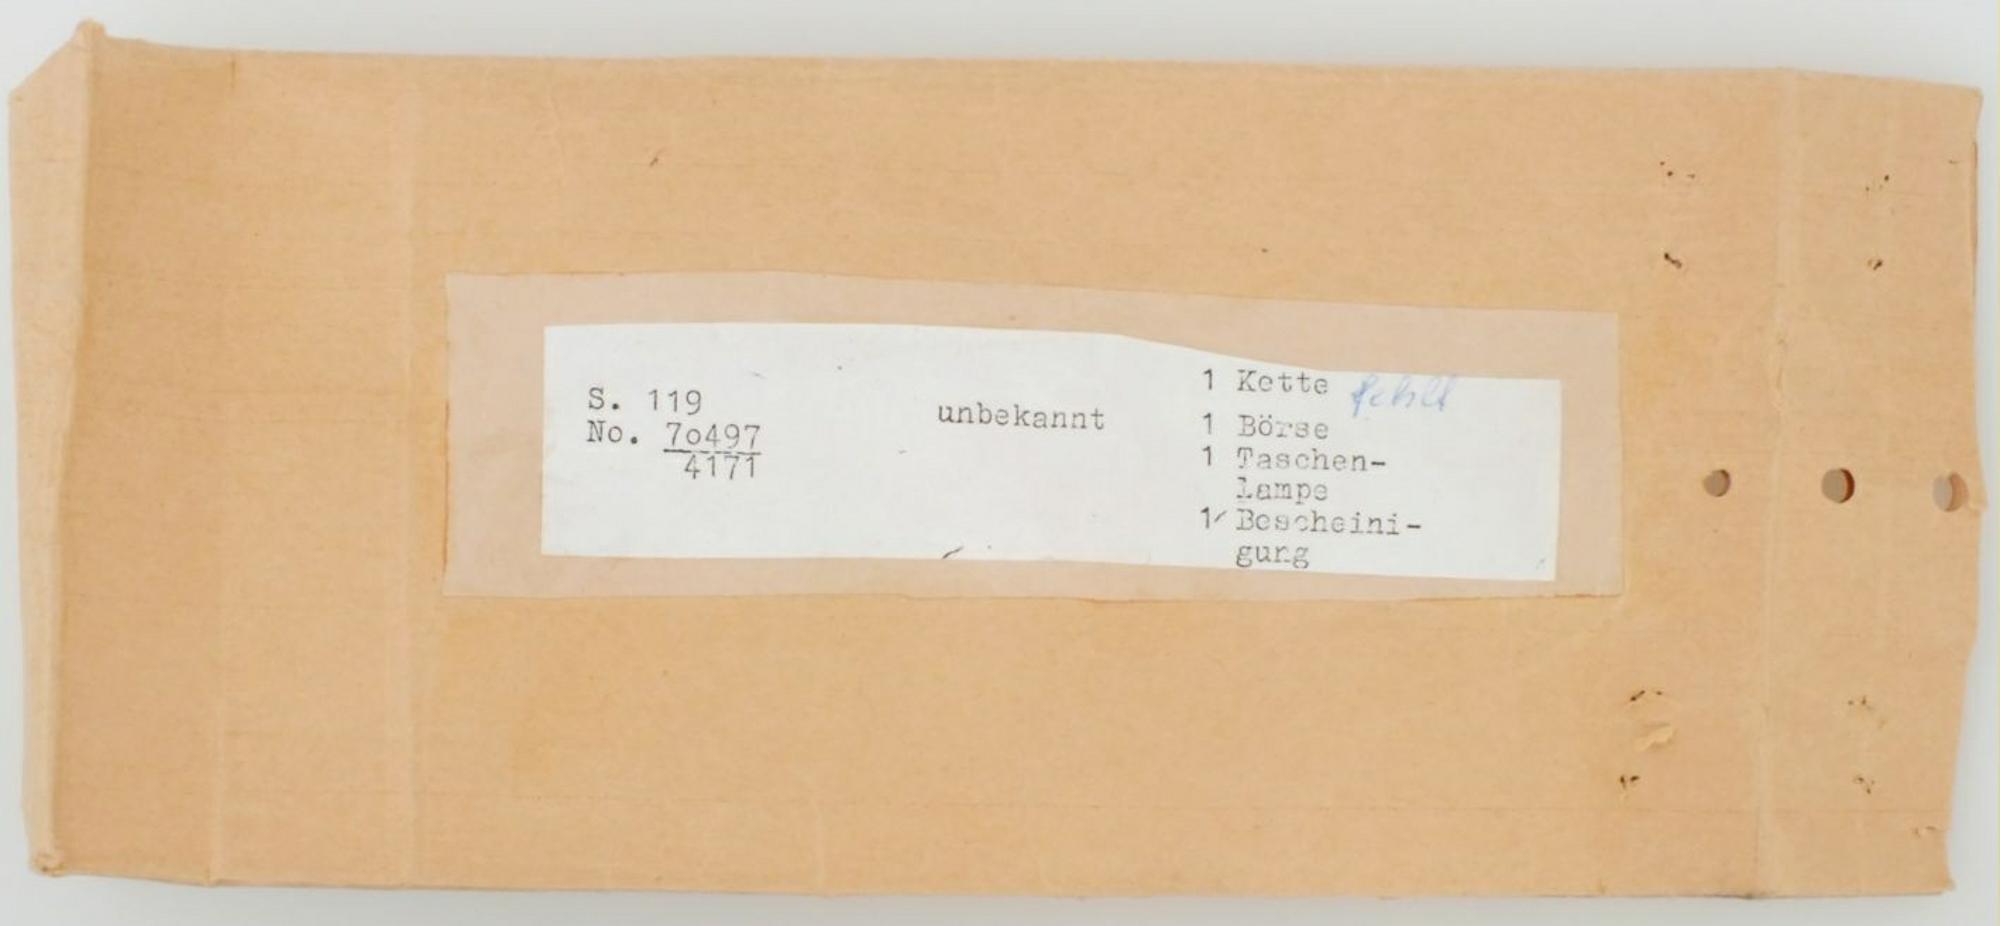 S. 119
No. 7o497
4171
unbekannt
1 Kette fehlt
1 Börse
1 Taschen-
lampe
1 Bescheini-
gung